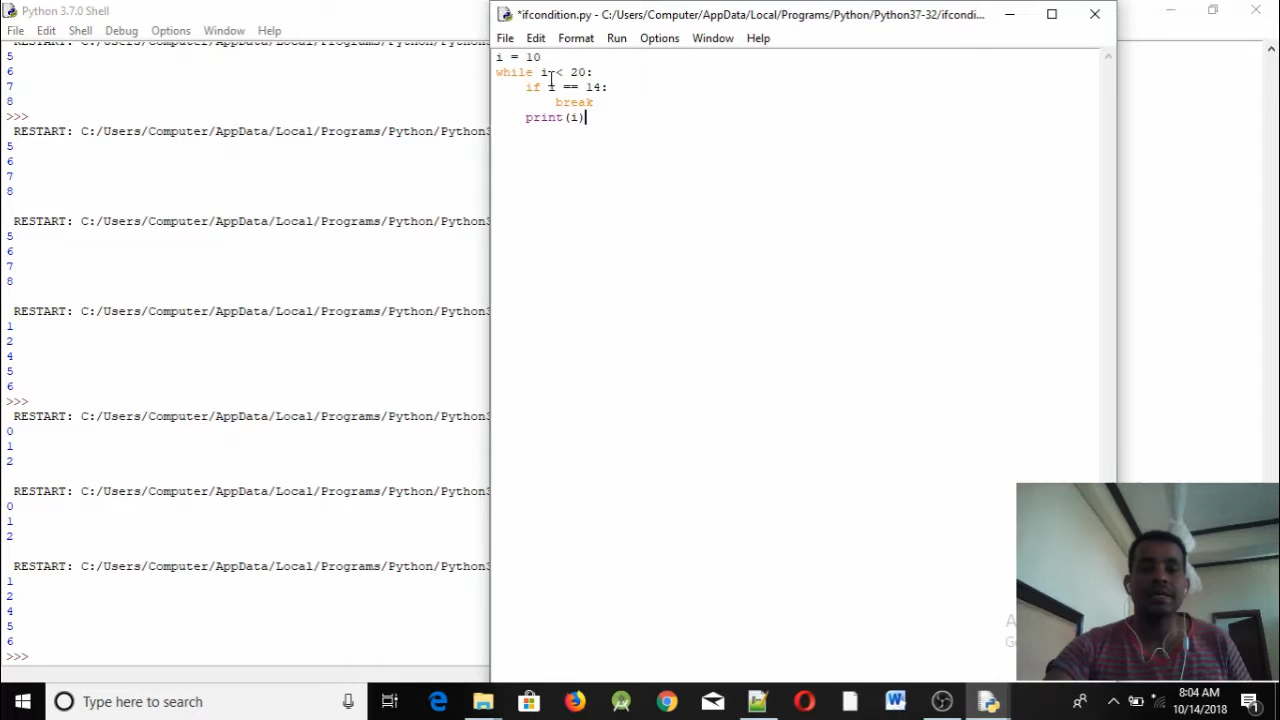 Python 3.7.0 Shell
File Edit Shell Debug Options Window Help
5
6
7
8
>>>
RESTART: C:/Users/Computer/AppData/Local/Programs/Python/Python
5
6
7
8
RESTART: C:/Users/Computer/AppData/Local/Programs/Python/Python3
5
6
7
8
RESTART: C:/Users/Computer/AppData/Local/Programs/Python/Python3
1
2
4
5
6
>>>
RESTART: C:/Users/Computer/AppData/Local/Programs/Python/Python3
0
1
2
RESTART: C:/Users/Computer/AppData/Local/Programs/Python/Python3
0
1
2
RESTART: C:/Users/Computer/AppData/Local/Programs/Python/Python3
1
2
4
5
6
>>>
*ifcondition.py - C:/Users/Computer/AppData/Local/Programs/Python/Python37-32/ifcondi...
File Edit Format Run Options Window Help
i = 10
while i < 20:
if i == 14:
break
print(i)
Type here to search
8:04 AM
10/14/2018